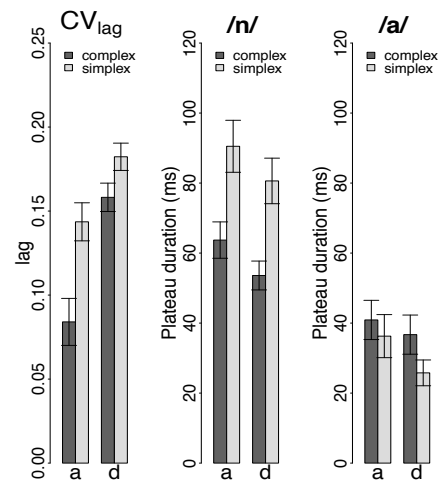 CV_lag
complex
simplex
lag
0.25
0.20
0.15
0.10
0.05
0.00
a
d
/n/
complex
simplex
Plateau duration (ms)
120
100
80
60
40
20
0
a
d
/a/
complex
simplex
Plateau duration (ms)
120
100
80
60
40
20
0
a
d